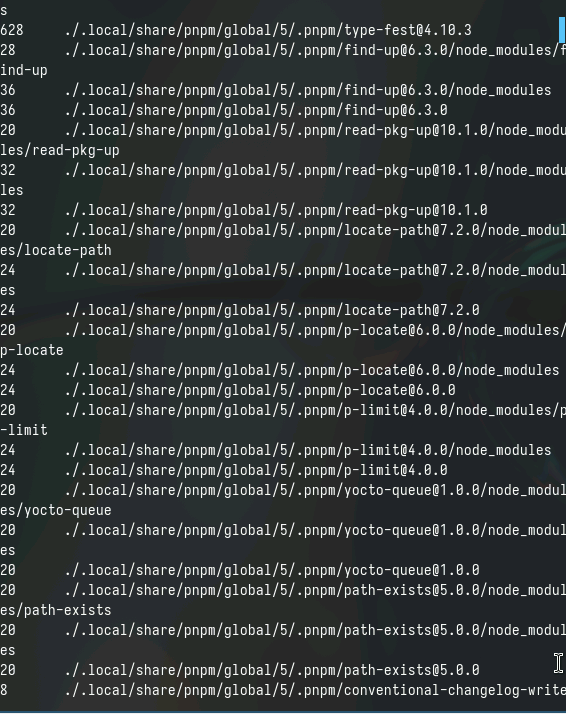 s
628     ./.local/share/pnpm/global/5/.pnpm/type-fest@4.10.3
28      ./.local/share/pnpm/global/5/.pnpm/find-up@6.3.0/node_modules/f
ind-up
36      ./.local/share/pnpm/global/5/.pnpm/find-up@6.3.0/node_modules
36      ./.local/share/pnpm/global/5/.pnpm/find-up@6.3.0
20      ./.local/share/pnpm/global/5/.pnpm/read-pkg-up@10.1.0/node_modu
les/read-pkg-up
32      ./.local/share/pnpm/global/5/.pnpm/read-pkg-up@10.1.0/node_modu
les
32      ./.local/share/pnpm/global/5/.pnpm/read-pkg-up@10.1.0
20      ./.local/share/pnpm/global/5/.pnpm/locate-path@7.2.0/node_modul
es/locate-path
24      ./.local/share/pnpm/global/5/.pnpm/locate-path@7.2.0/node_modul
es
24      ./.local/share/pnpm/global/5/.pnpm/locate-path@7.2.0
20      ./.local/share/pnpm/global/5/.pnpm/p-locate@6.0.0/node_modules/
p-locate
24      ./.local/share/pnpm/global/5/.pnpm/p-locate@6.0.0/node_modules
24      ./.local/share/pnpm/global/5/.pnpm/p-locate@6.0.0
20      ./.local/share/pnpm/global/5/.pnpm/p-limit@4.0.0/node_modules/p
-limit
24      ./.local/share/pnpm/global/5/.pnpm/p-limit@4.0.0/node_modules
24      ./.local/share/pnpm/global/5/.pnpm/p-limit@4.0.0
20      ./.local/share/pnpm/global/5/.pnpm/yocto-queue@1.0.0/node_modul
es/yocto-queue
20      ./.local/share/pnpm/global/5/.pnpm/yocto-queue@1.0.0/node_modul
es
20      ./.local/share/pnpm/global/5/.pnpm/yocto-queue@1.0.0
20      ./.local/share/pnpm/global/5/.pnpm/path-exists@5.0.0/node_modul
es/path-exists
20      ./.local/share/pnpm/global/5/.pnpm/path-exists@5.0.0/node_modul
es
20      ./.local/share/pnpm/global/5/.pnpm/path-exists@5.0.0
8       ./.local/share/pnpm/global/5/.pnpm/conventional-changelog-write